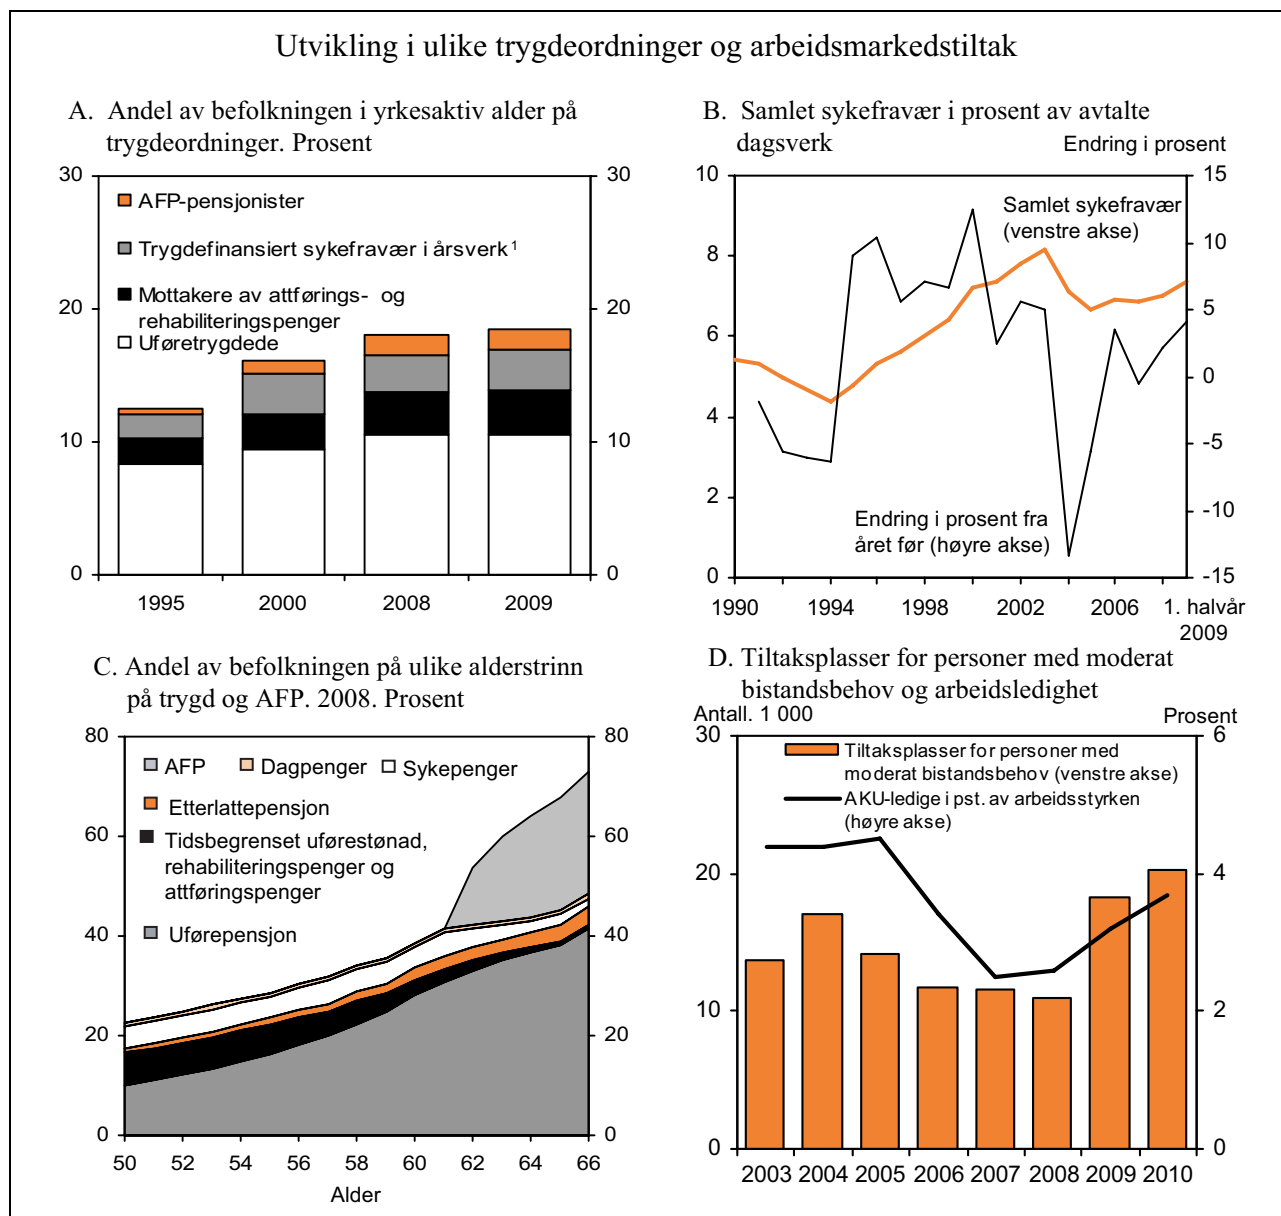 Utvikling i ulike trygdeordninger og arbeidsmarkedstiltak
A. Andel av befolkningen i yrkesaktiv alder på
trygdeordninger. Prosent
30
20
10
0
30
20
10
0
AFP-pensjonister
Trygdefinansiert sykefravær i årsverk¹
Mottakere av attførings- og
rehabiliteringspenger
Uføretrygdede
1995 2000 2008 2009
B. Samlet sykefravær i prosent av avtalte
dagsverk
Endring i prosent
10
8
6
4
2
0
15
10
5
0
-5
-10
-15
Samlet sykefravær
(venstre akse)
Endring i prosent fra
året før (høyre akse)
1990 1994 1998 2002 2006 1. halvår
2009
C. Andel av befolkningen på ulike alderstrinn
på trygd og AFP. 2008. Prosent
80
60
40
20
0
80
60
40
20
0
AFP Dagpenger Sykepenger
Etterlattepensjon
Tidsbegrenset uførestønad,
rehabiliteringspenger og
attføringspenger
Uførepensjon
50 52 54 56 58 60 62 64 66
Alder
D. Tiltaksplasser for personer med moderat
bistandsbehov og arbeidsledighet
Antall. 1 000
Prosent
30
20
10
0
6
4
2
0
Tiltaksplasser for personer med
moderat bistandsbehov (venstre akse)
AKU-ledige i pst. av arbeidsstyrken
(høyre akse)
2003 2004 2005 2006 2007 2008 2009 2010